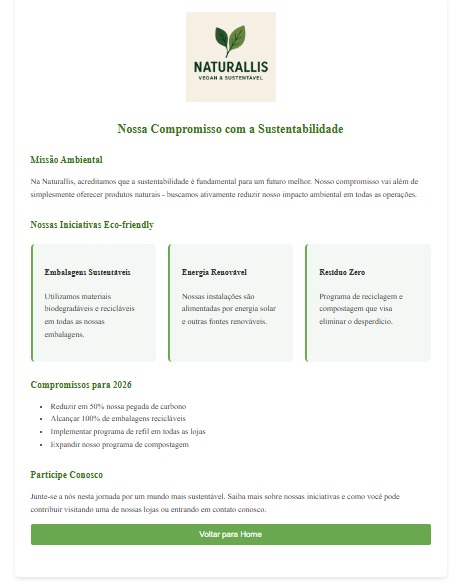 NATURALLIS
VEGAN & SUSTENTAVEL
Nossa Compromisso com a Sustentabilidade
Missão Ambiental
Na Naturallis, acreditamos que a sustentabilidade é fundamental para um futuro melhor. Nosso compromisso vai além de
simplesmente oferecer produtos naturais - buscamos ativamente reduzir nosso impacto ambiental em todas as operações.
Nossas Iniciativas Eco-friendly
Embalagens Sustentáveis
Utilizamos materiais
biodegradáveis e recicláveis
em todas as nossas
embalagens.
Energia Renovável
Nossas instalações são
alimentadas por energia solar
e outras fontes renováveis.
Resíduo Zero
Programa de reciclagem e
compostagem que visa
eliminar o desperdício.
Compromissos para 2026
• Reduzir em 50% nossa pegada de carbono
• Alcançar 100% de embalagens recicláveis
• Implementar programa de refil em todas as lojas
• Expandir nosso programa de compostagem
Participe Conosco
Junte-se a nós nesta jornada por um mundo mais sustentável. Saiba mais sobre nossas iniciativas e como você pode
contribuir visitando uma de nossas lojas ou entrando em contato conosco.
Voltar para Home